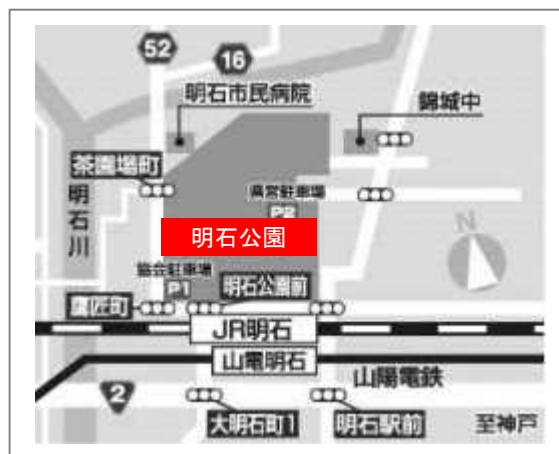 52
16
明石市民病院
錦城中
茶園場町
県営駐車場
P2
明石川
明石公園
N
協会駐車場
P1
明石公園前
鷹匠町
JR明石
山電明石
山陽電鉄
2
大明石町1
明石駅前
至神戸